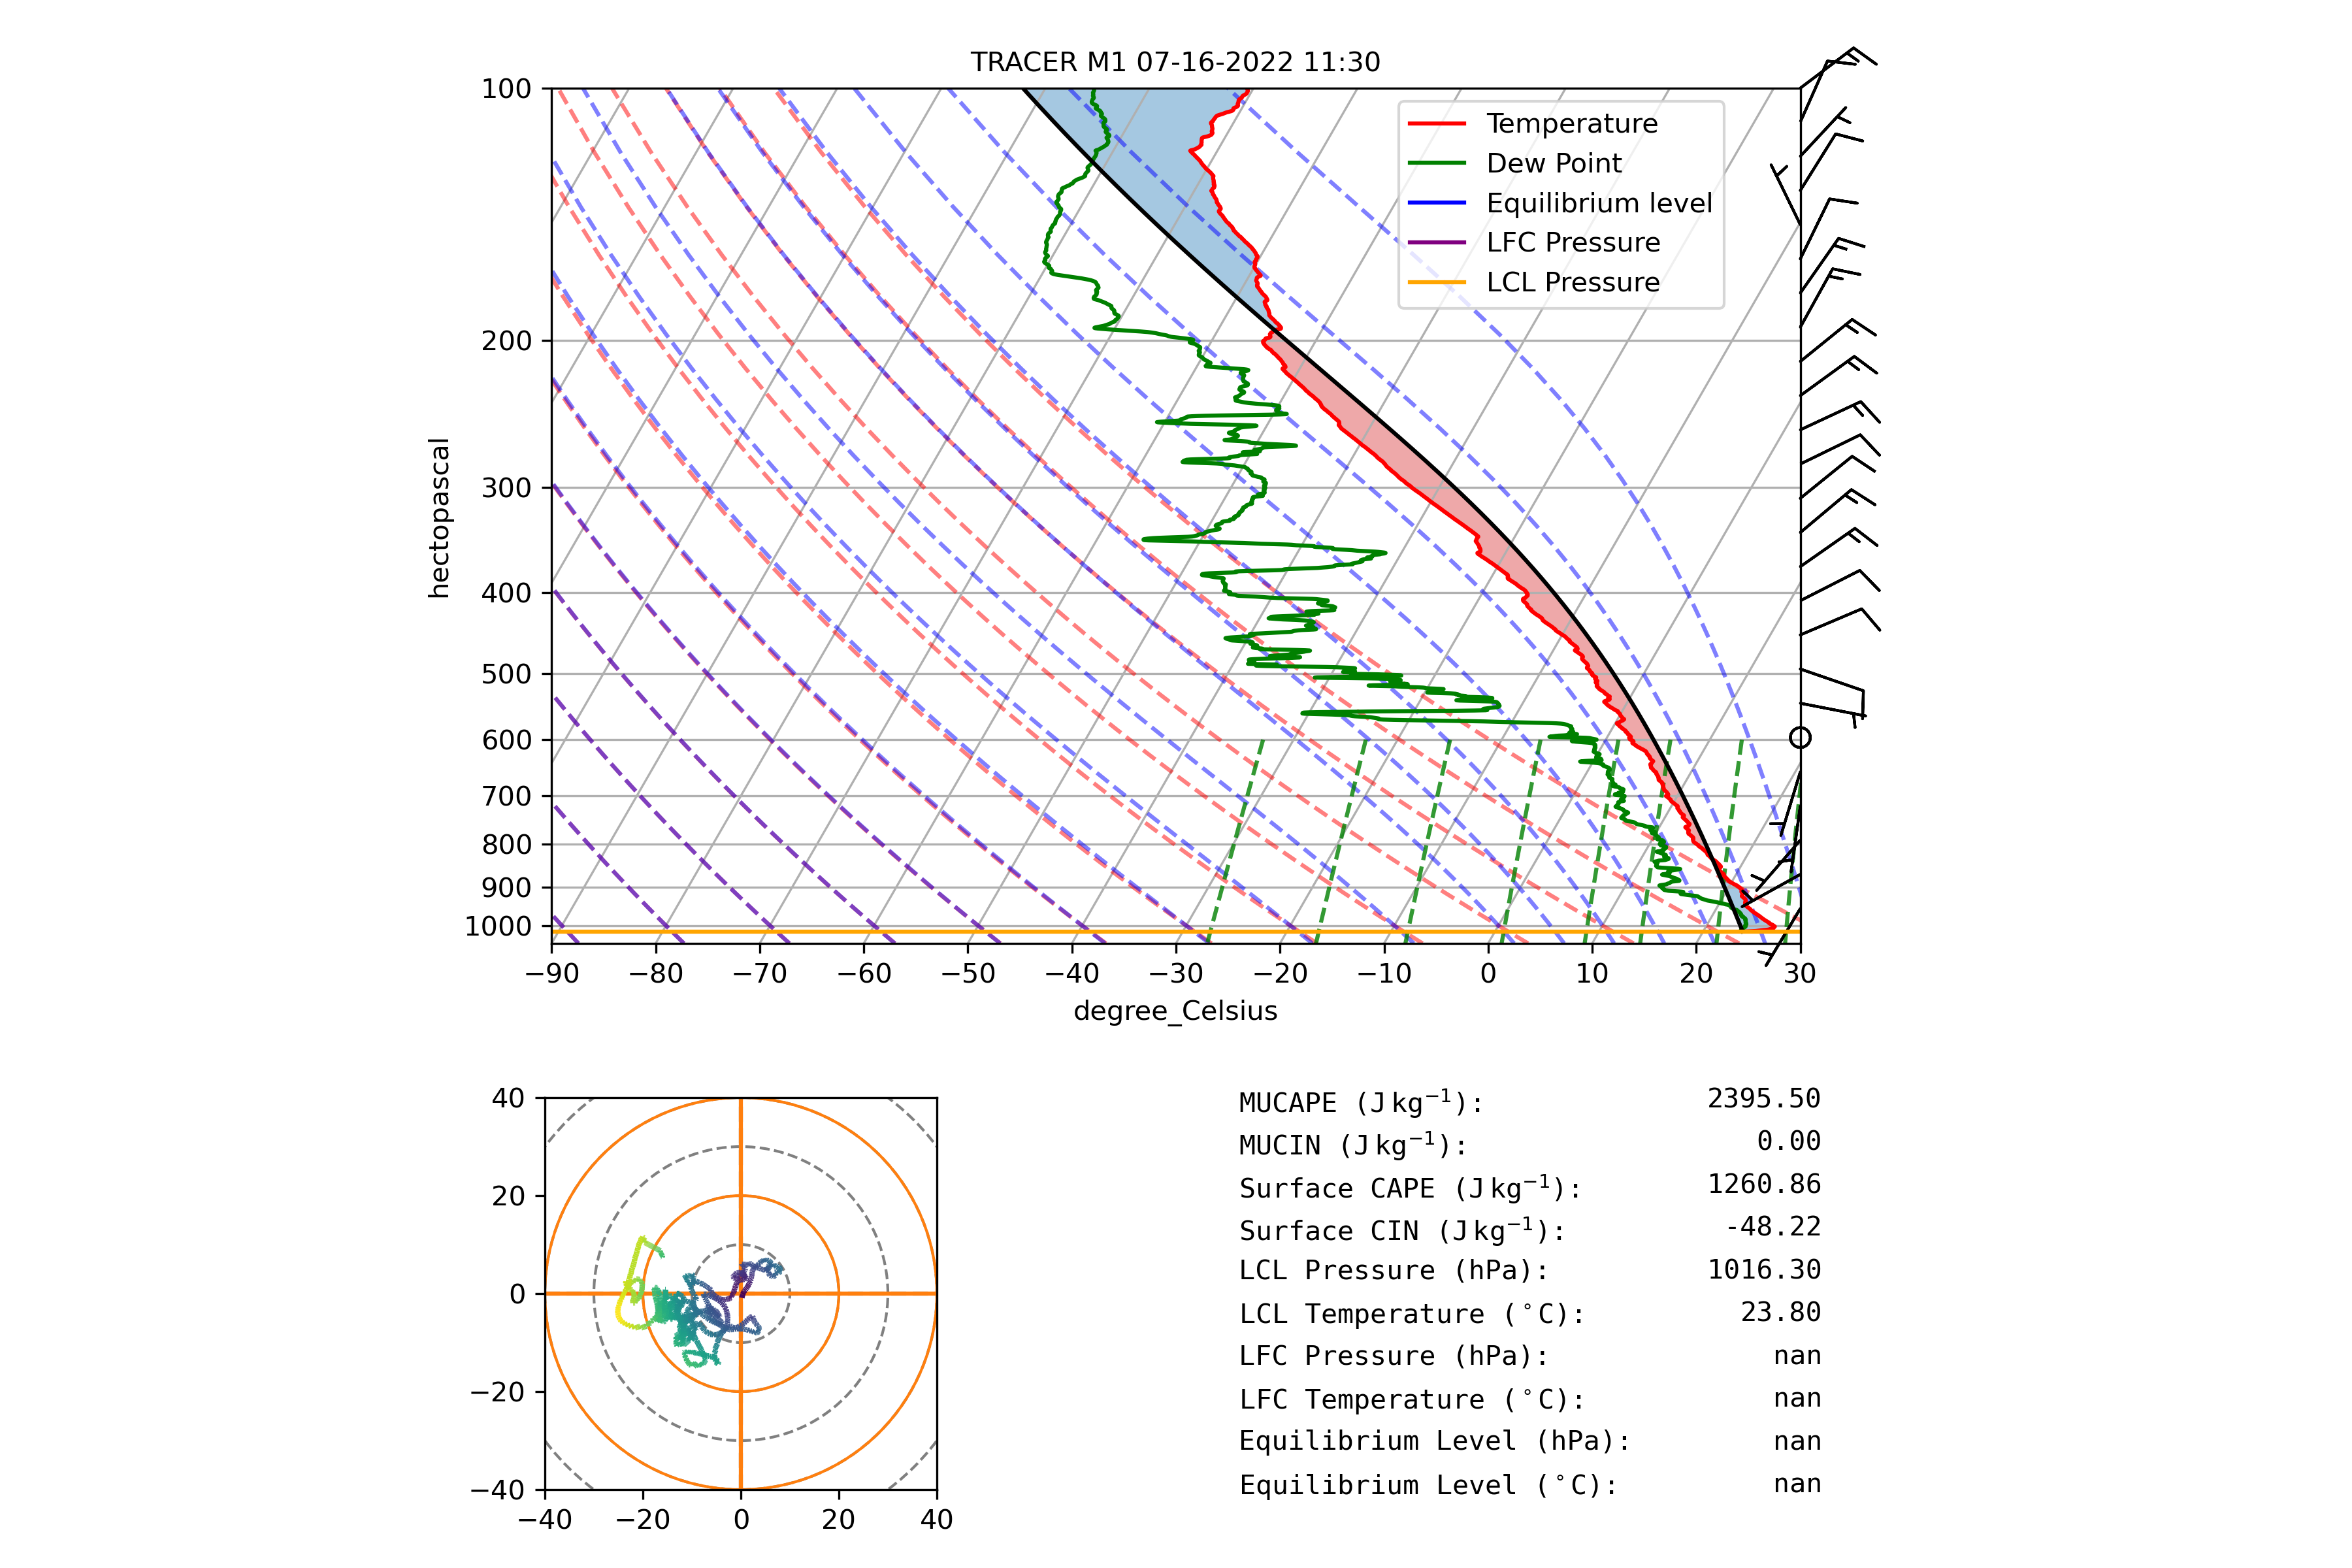 TRACER M1 07-16-2022 11:30
100
200
300
400
500
600
700
800
900
1000
hectopascal
Temperature
Dew Point
Equilibrium level
LFC Pressure
LCL Pressure
−90 −80 −70 −60 −50 −40 −30 −20 −10 0 10 20 30
degree_Celsius
40
20
0
−20
−40
−40 −20 0 20 40
MUCAPE (J kg⁻¹): 2395.50
MUCIN (J kg⁻¹): 0.00
Surface CAPE (J kg⁻¹): 1260.86
Surface CIN (J kg⁻¹): -48.22
LCL Pressure (hPa): 1016.30
LCL Temperature (°C): 23.80
LFC Pressure (hPa): nan
LFC Temperature (°C): nan
Equilibrium Level (hPa): nan
Equilibrium Level (°C): nan